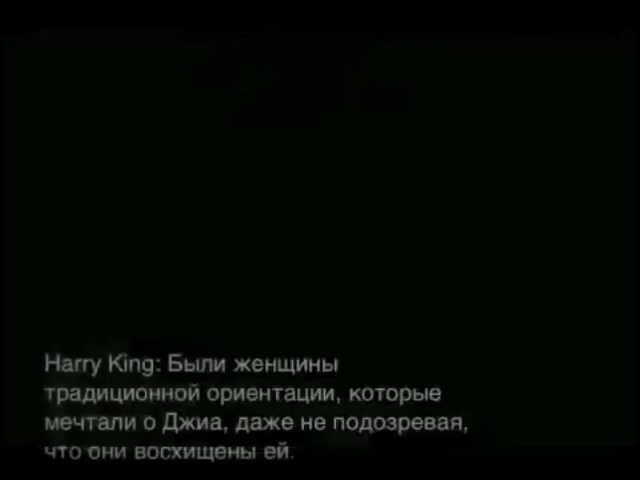 Harry King: Были женщины
традиционной ориентации, которые
мечтали о Джиа, даже не подозревая,
что они восхищены ей.